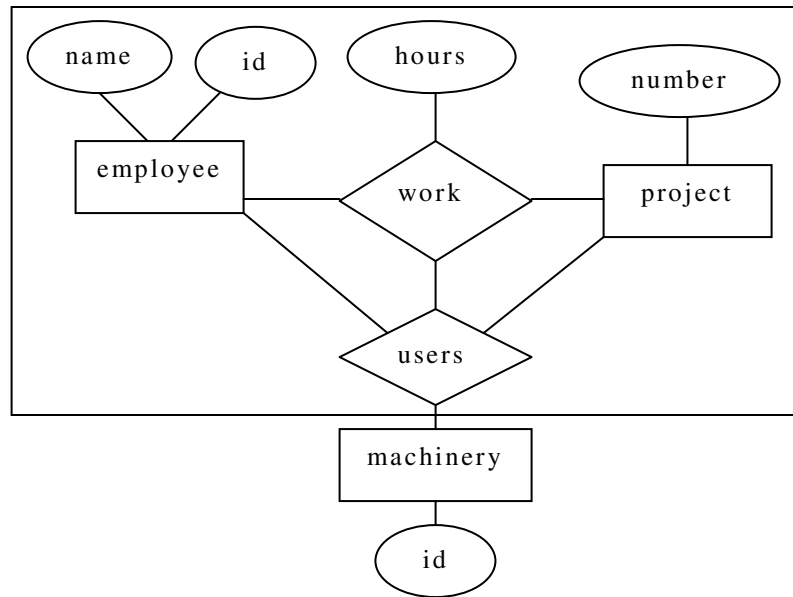 name
id
hours
number
employee
work
project
users
machinery
id